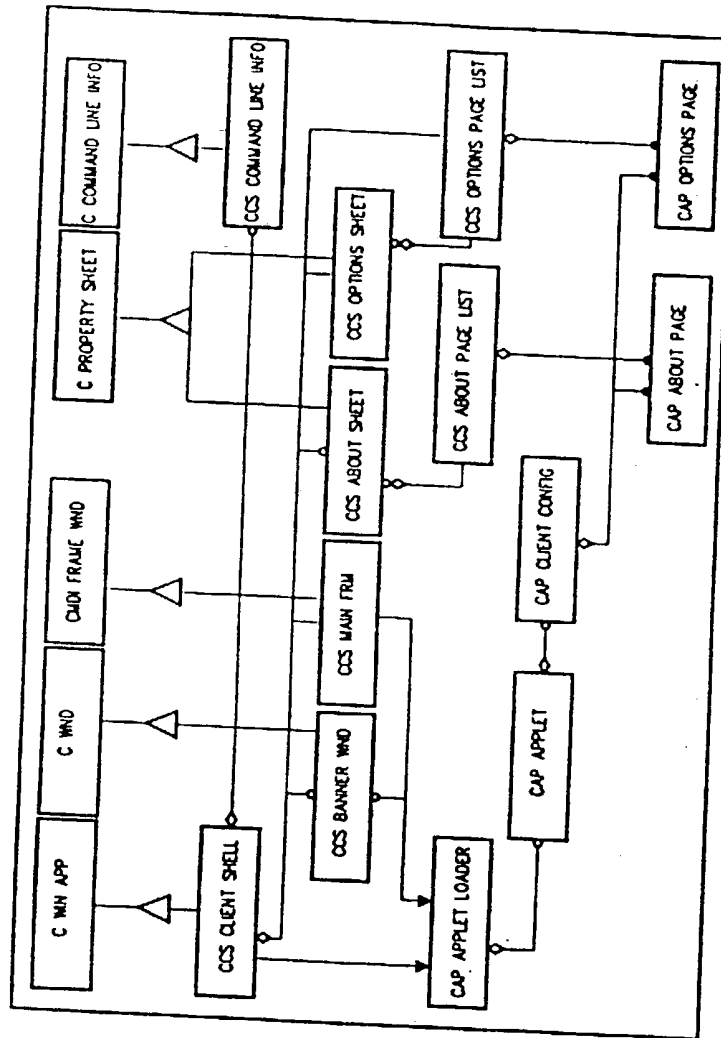 C WIN APP
C WND
CMDI FRAME WND
C PROPERTY SHEET
C COMMAND LINE INFO
CCS CLIENT SHELL
CCS COMMAND LINE INFO
CCS BANNER WND
CCS MAIN FRM
CCS ABOUT SHEET
CCS OPTIONS SHEET
CCS ABOUT PAGE LIST
CCS OPTIONS PAGE LIST
CAP APPLET LOADER
CAP APPLET
CAP CLIENT CONFIG
CAP ABOUT PAGE
CAP OPTIONS PAGE